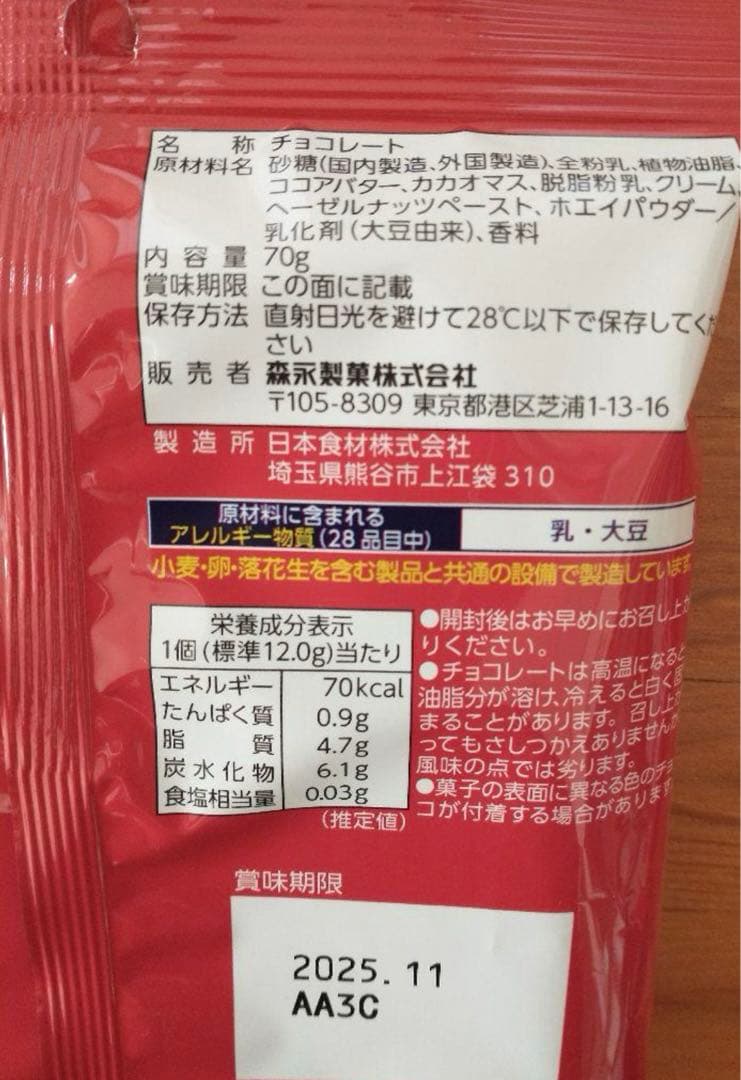 名称 チョコレート
原材料名 砂糖(国内製造、外国製造)、全粉乳、植物油脂、
ココアバター、カカオマス、脱脂粉乳、クリーム、
ヘーゼルナッツペースト、ホエイパウダー/
乳化剤(大豆由来)、香料
内容量 70g
賞味期限 この面に記載
保存方法 直射日光を避けて28℃以下で保存してくだ
さい
販売者 森永製菓株式会社
〒105-8309 東京都港区芝浦1-13-16
製造所 日本食材株式会社
埼玉県熊谷市上江袋 310
原材料に含まれる
アレルギー物質(28品目中) 乳・大豆
小麦・卵・落花生を含む製品と共通の設備で製造しています。
栄養成分表示
1個(標準12.0g)当たり
エネルギー 70kcal
たんぱく質 0.9g
脂質 4.7g
炭水化物 6.1g
食塩相当量 0.03g
(推定値)
●開封後はお早めにお召し上が
りください。
●チョコレートは高温になると
油脂分が溶け、冷えると白く固
まることがあります。召し上が
ってもさしつかえありませんが
風味の点では劣ります。
●菓子の表面に異なる色のチョ
コが付着する場合があります
賞味期限
2025.11
AA3C